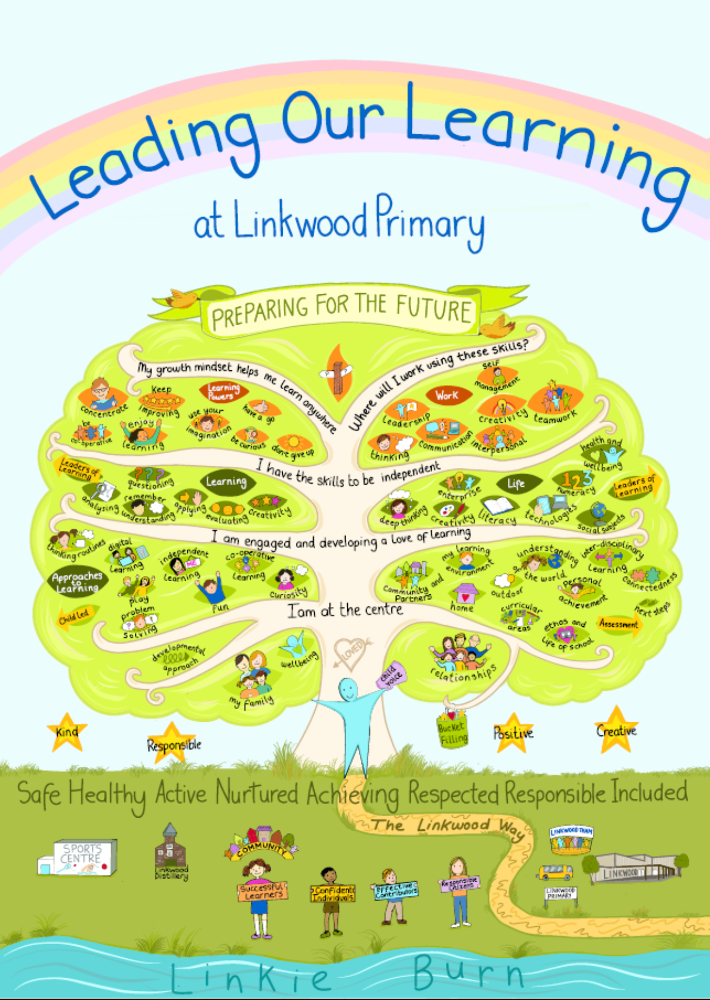 Leading Our Learning
at Linkwood Primary
PREPARING FOR THE FUTURE
My growth mindset helps me learn anywhere
Where will I work using these skills?
concentrate
Keep
improving
Learning
Powers
use your
imagination
have a go
be
co-operative
enjoy
learning
be curious
don't give up
self
management
Work
Leadership
creativity
teamwork
thinking
communication
interpersonal
I have the skills to be independent
Leaders of
Learning
? ? ?
questioning
Learning
analysing
remember
understanding
applying
evaluating
creativity
health and
wellbeing
enterprise
Life
123
numeracy
Leaders of
Learning
deep thinking
creativity
literacy
technologies
social subjects
I am engaged and developing a love of learning
thinking routines
digital
learning
independent
ME
learning
co-operative
learning
curiosity
Approaches
to
Learning
play
fun
Child Led
problem
solving
my learning
environment
understanding
the world
inter-disciplinary
learning
connectedness
community and
Partners
home
outdoor
personal
achievement
next steps
curricular
areas
ethos and
life of school
Assessment
I am at the centre
developmental
approach
my family
wellbeing
LOVED
child
voice
relationships
Kind
Responsible
Bucket
Filling
Positive
Creative
Safe Healthy Active Nurtured Achieving Respected Responsible Included
The Linkwood Way
SPORTS
CENTRE
Linkwood
Distillery
COMMUNITY
Successful
Learners
Confident
Individuals
Effective
Contributors
Responsible
Citizens
LINKWOOD TEAM
LINKWOOD
LINKWOOD
PRIMARY
Linkie Burn